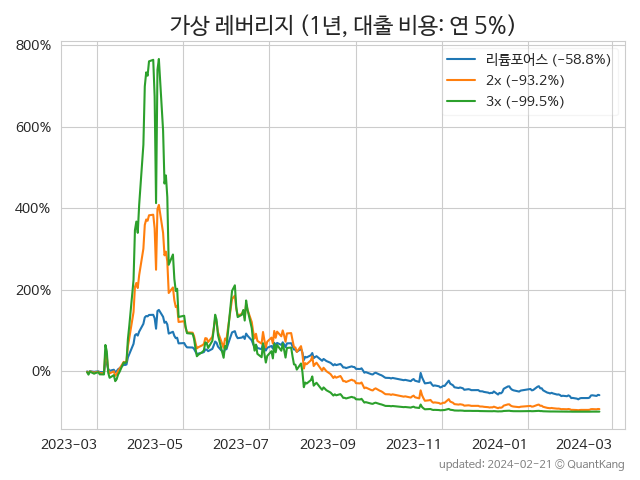 가상 레버리지 (1년, 대출 비용: 연 5%)
800%
600%
400%
200%
0%
리튬포어스 (-58.8%)
2x (-93.2%)
3x (-99.5%)
2023-03
2023-05
2023-07
2023-09
2023-11
2024-01
2024-03
updated: 2024-02-21 © QuantKang